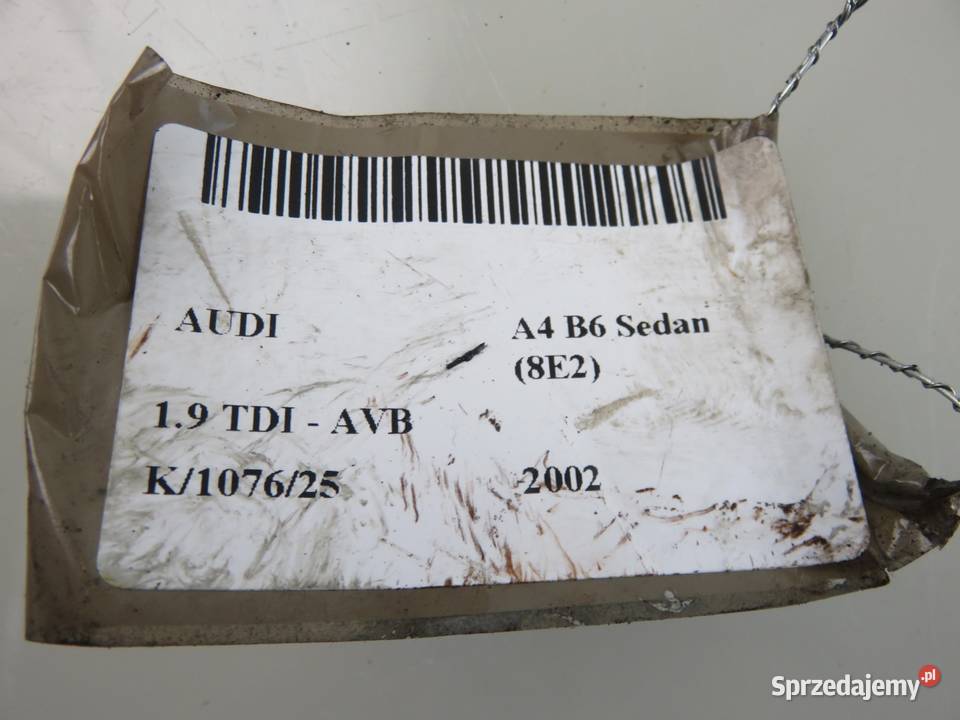 AUDI A4 B6 Sedan
(8E2)
1.9 TDI - AVB
K/1076/25 2002
Sprzedajemy.pl